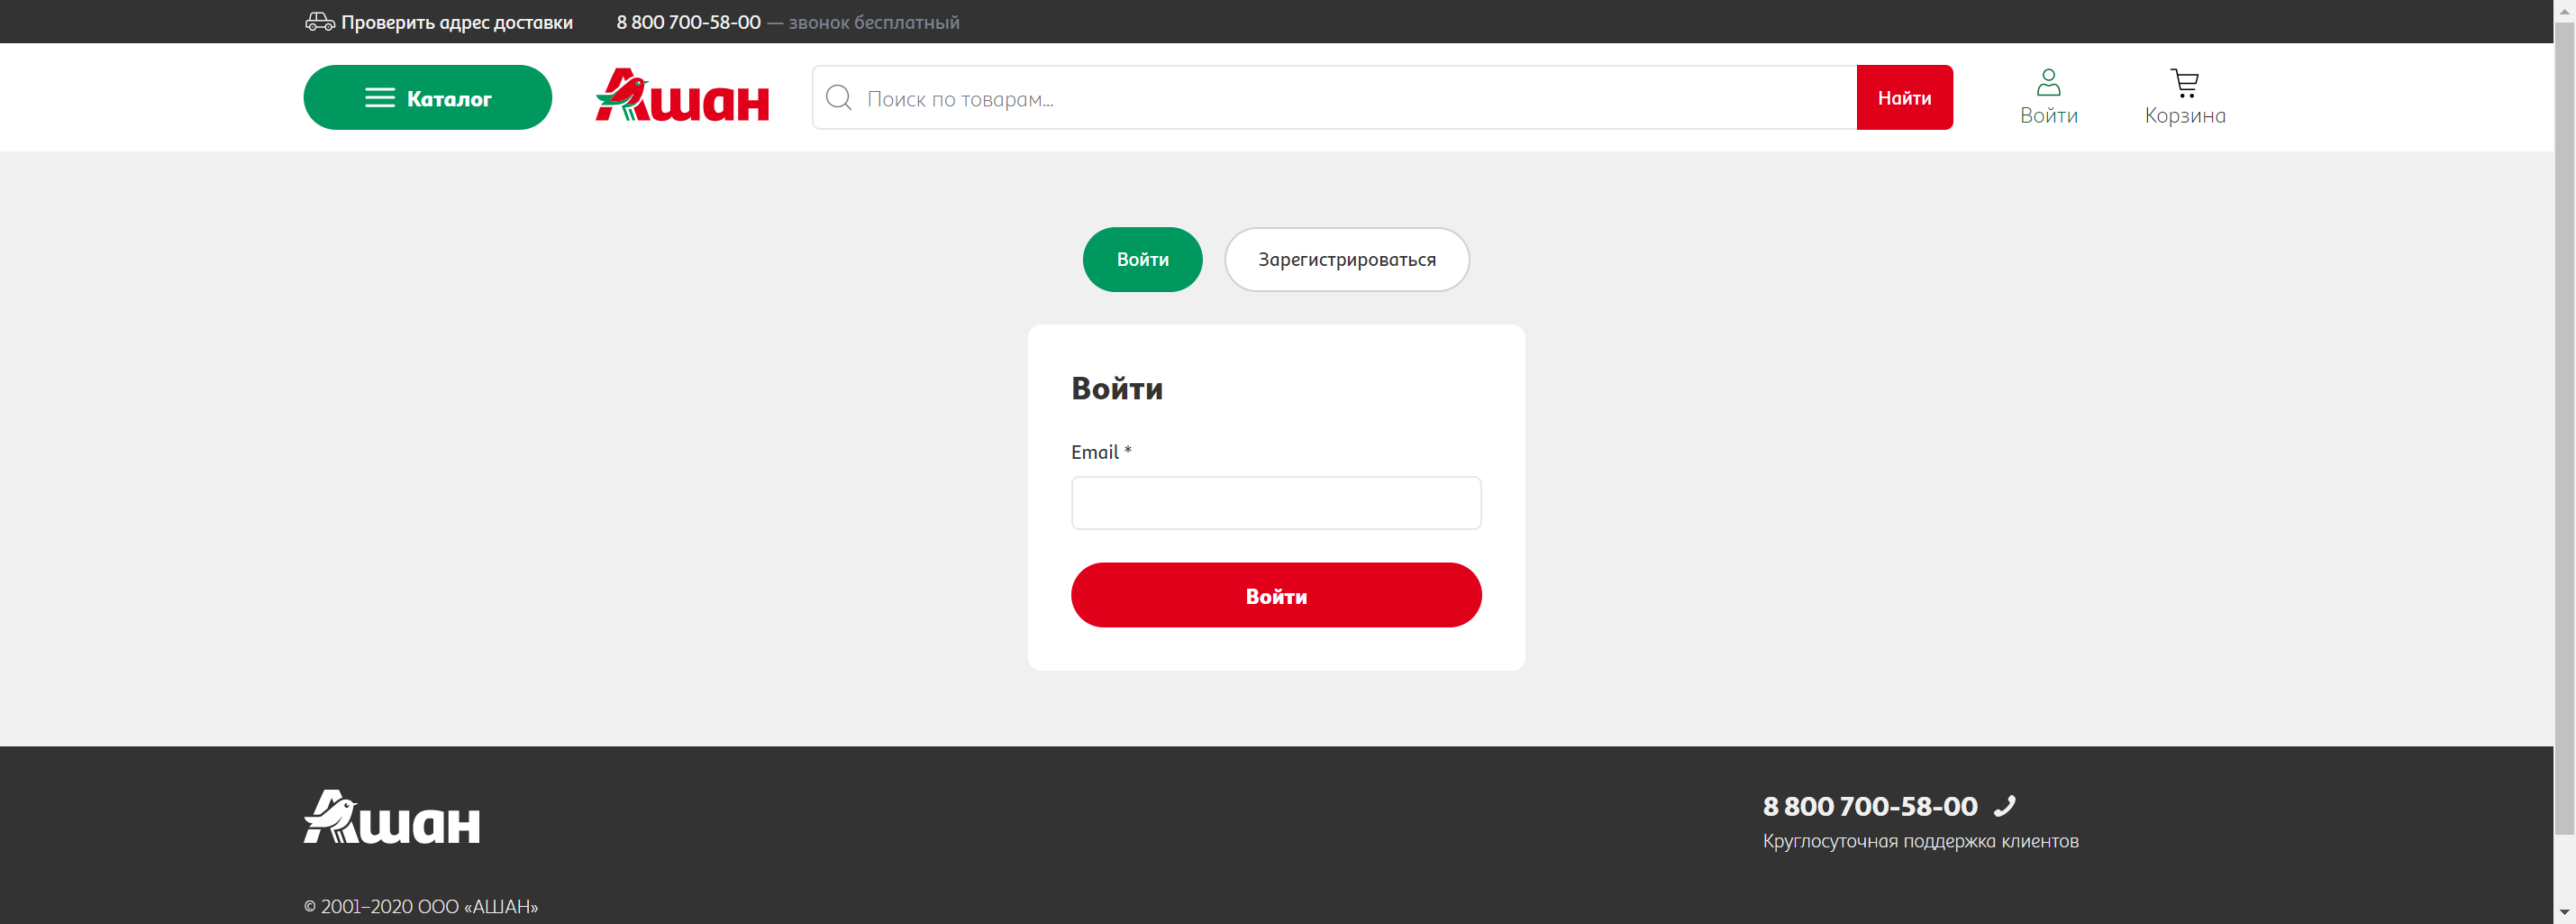 Проверить адрес доставки 8 800 700-58-00 — звонок бесплатный
Каталог Ашан Поиск по товарам... Найти Войти Корзина
Войти Зарегистрироваться
Войти
Email *
Войти
Ашан
8 800 700-58-00
Круглосуточная поддержка клиентов
© 2001–2020 ООО «АШАН»